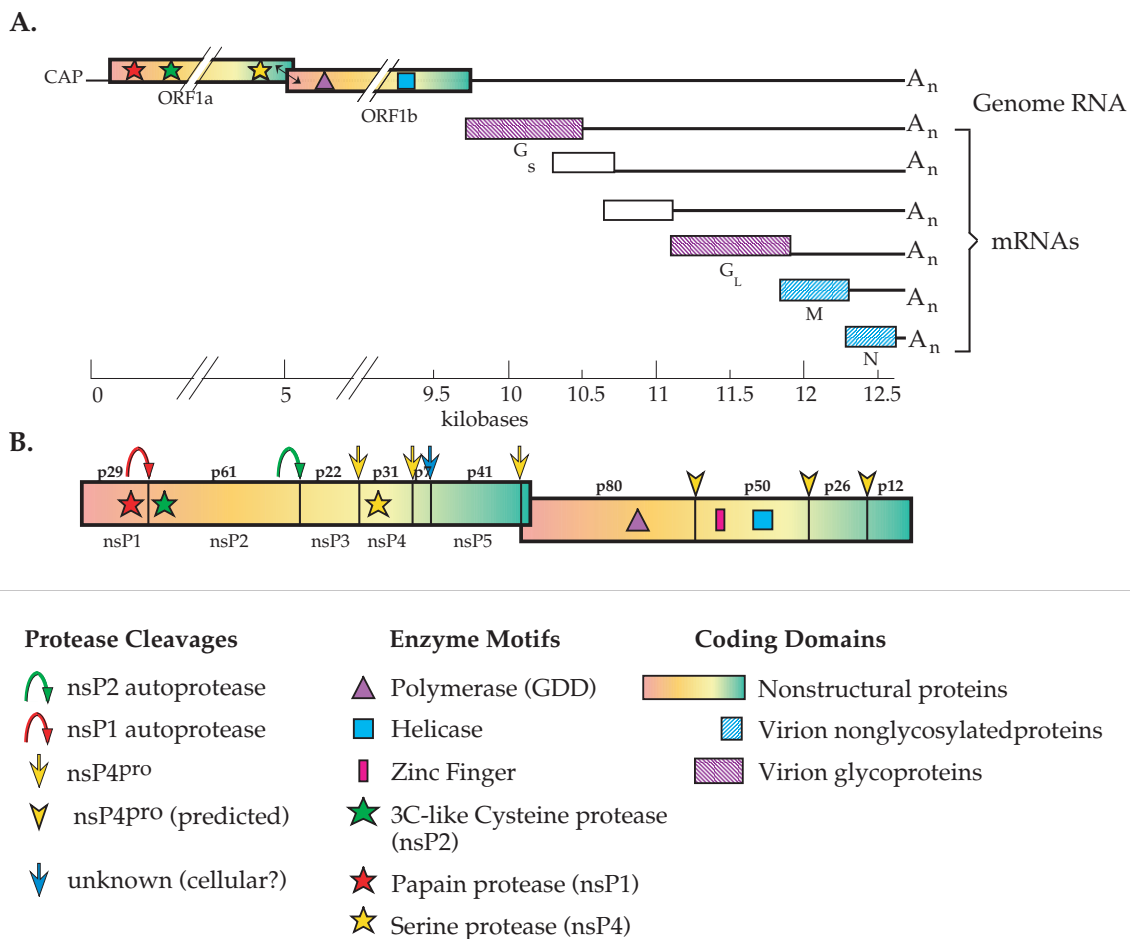 A.
CAP
ORF1a
ORF1b
An
Genome RNA
An
Gs
An
An
mRNAs
An
GL
An
M
An
N
0 5 9.5 10 10.5 11 11.5 12 12.5
kilobases
B.
p29 p61 p22 p31 p7 p41 p80 p50 p26 p12
nsP1 nsP2 nsP3 nsP4 nsP5
Protease Cleavages
nsP2 autoprotease
nsP1 autoprotease
nsP4pro
nsP4pro (predicted)
unknown (cellular?)
Enzyme Motifs
Polymerase (GDD)
Helicase
Zinc Finger
3C-like Cysteine protease
(nsP2)
Papain protease (nsP1)
Serine protease (nsP4)
Coding Domains
Nonstructural proteins
Virion nonglycosylatedproteins
Virion glycoproteins